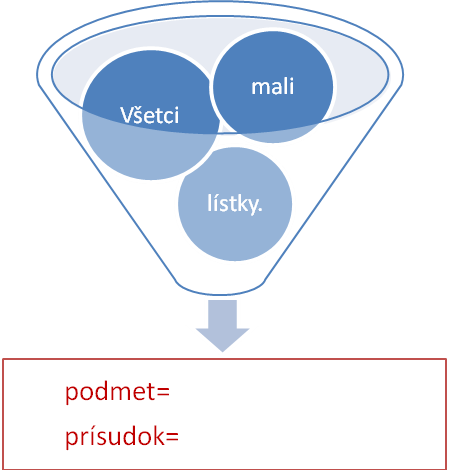 Všetci
mali
lístky.
podmet=
prísudok=